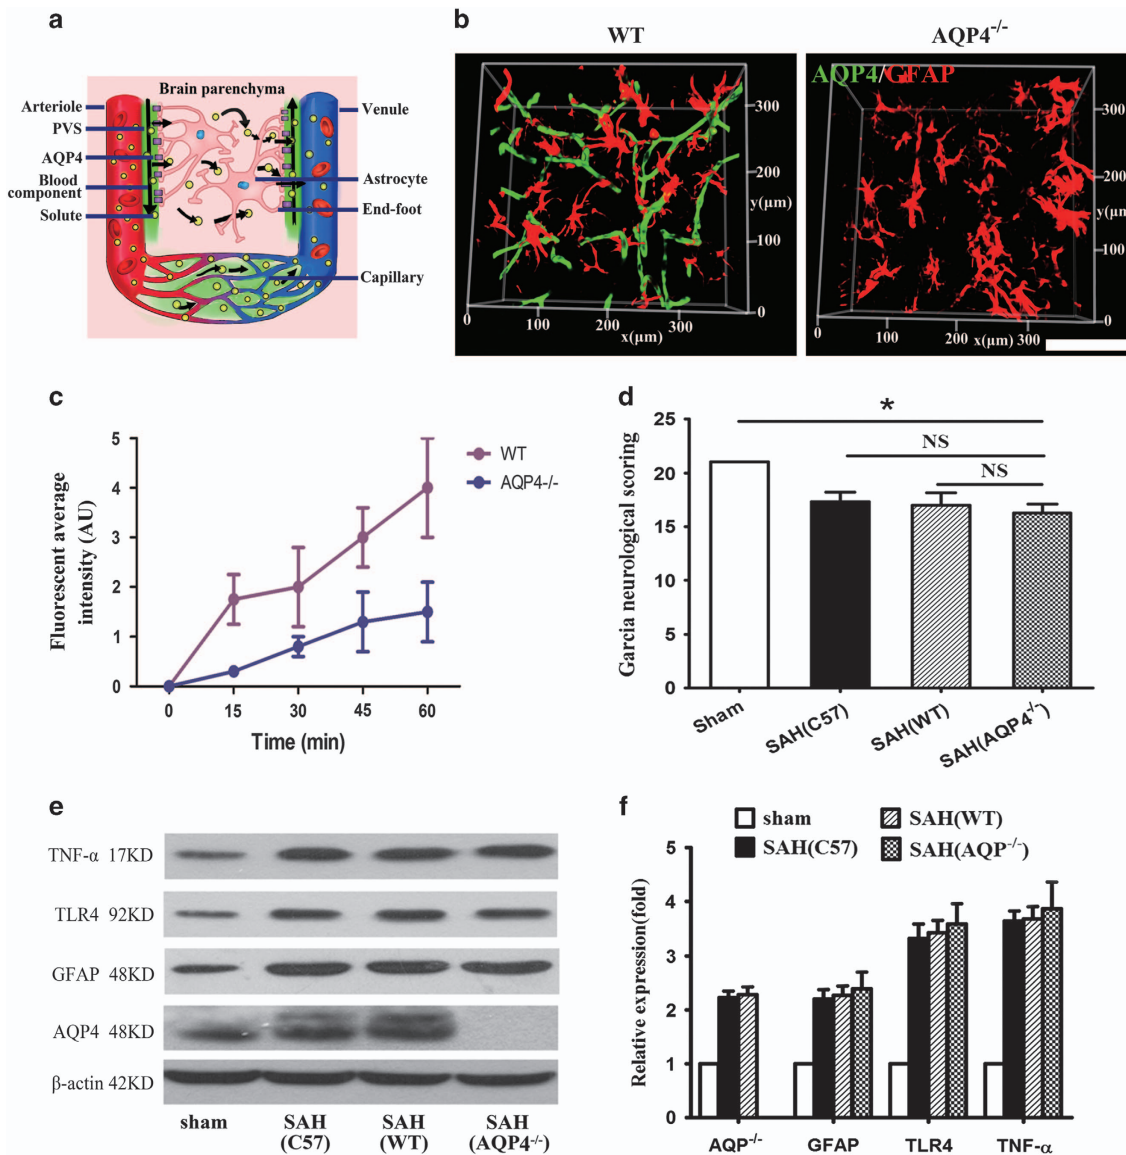 a
Brain parenchyma
Arteriole
PVS
AQP4
Blood
component
Solute
Venule
Astrocyte
End-foot
Capillary
b
WT
AQP4-/-
AQP4/GFAP
300
200
y(μm)
100
0
0
100
200
300
x(μm)
300
200
y(μm)
100
0
0
100
200
x(μm)
300
c
Fluorescent average
intensity (AU)
5
4
3
2
1
0
0
15
30
45
60
Time (min)
WT
AQP4-/-
d
Garcia neurological scoring
25
20
15
10
5
0
*
NS
NS
Sham
SAH(C57)
SAH(WT)
SAH(AQP4-/-)
e
TNF-α 17KD
TLR4 92KD
GFAP 48KD
AQP4 48KD
β-actin 42KD
sham
SAH
(C57)
SAH
(WT)
SAH
(AQP4-/-)
f
sham
SAH(C57)
SAH(WT)
SAH(AQP-/-)
Relative expression(fold)
5
4
3
2
1
0
AQP-/-
GFAP
TLR4
TNF-α